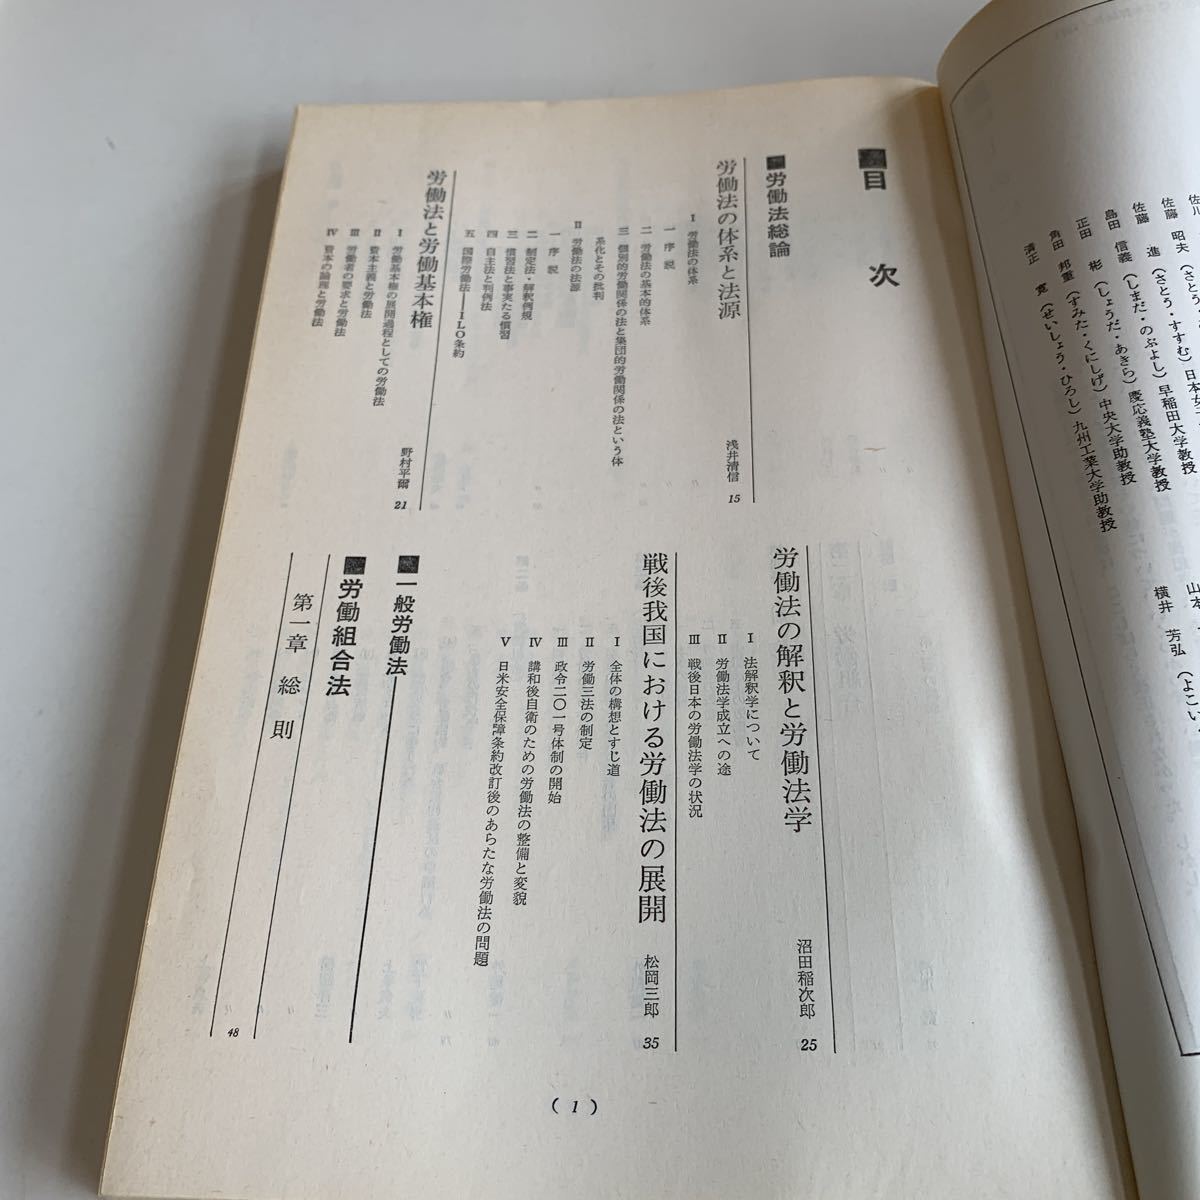 佐藤 昭夫(さとう・
佐藤 進(さとう・すすむ)日本女
島田 信義(しまだ・のぶよし)早稲田大学教授
正田 彬(しょうだ・あきら)慶応義塾大学教授
角田 邦重(すみた・くにしげ)中央大学助教授
清正 寛(せいしょう・ひろし)九州工業大学助教授
横井 芳弘(よこい・
■目次
■労働法総論
労働法の体系と法源 浅井清信 15
I 労働法の体系
一 序説
二 労働法の基本的体系
三 個別的労働関係の法と集団的労働関係の法という体
系化とその批判
II 労働法の法源
一 序説
二 制定法・解釈例規
三 慣習法と事実たる慣習
四 自主法と判例法
五 国際労働法――ILO条約
労働法と労働基本権 野村平爾 21
I 労働基本権の展開過程としての労働法
II 資本主義と労働法
III 労働者の要求と労働法
IV 資本の論理と労働法
労働法の解釈と労働法学 沼田稲次郎 25
I 法解釈学について
II 労働法学成立への途
III 戦後日本の労働法学の状況
戦後我国における労働法の展開 松岡三郎 35
I 全体の構想とすじ道
II 労働三法の制定
III 政令二〇一号体制の開始
IV 講和後自衛のための労働法の整備と変貌
V 日米安全保障条約改訂後のあらたな労働法の問題
■一般労働法
■労働組合法
第一章 総則 48
( 1 )